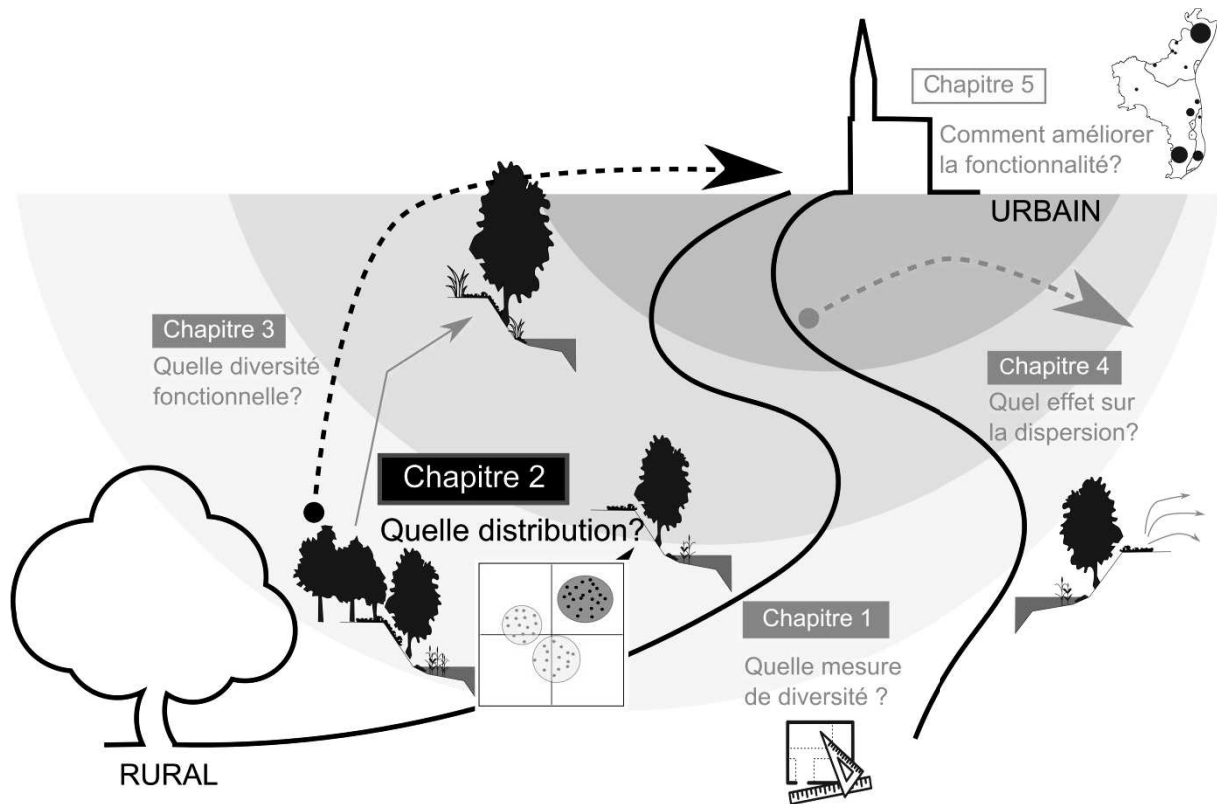 Chapitre 5
Comment améliorer
la fonctionnalité?
URBAIN
Chapitre 3
Quelle diversité
fonctionnelle?
Chapitre 4
Quel effet sur
la dispersion?
Chapitre 2
Quelle distribution?
Chapitre 1
Quelle mesure
de diversité ?
RURAL